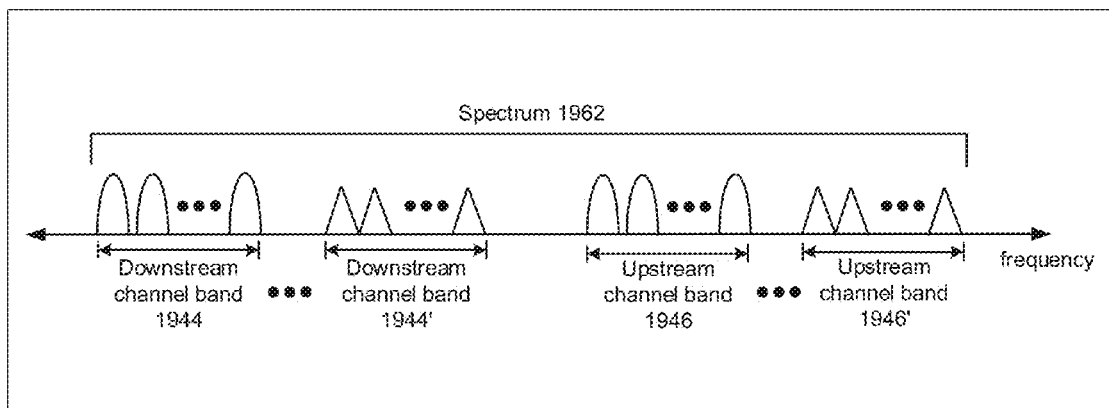 Spectrum 1962
frequency
Downstream
channel band
1944
Downstream
channel band
1944'
Upstream
channel band
1946
Upstream
channel band
1946'